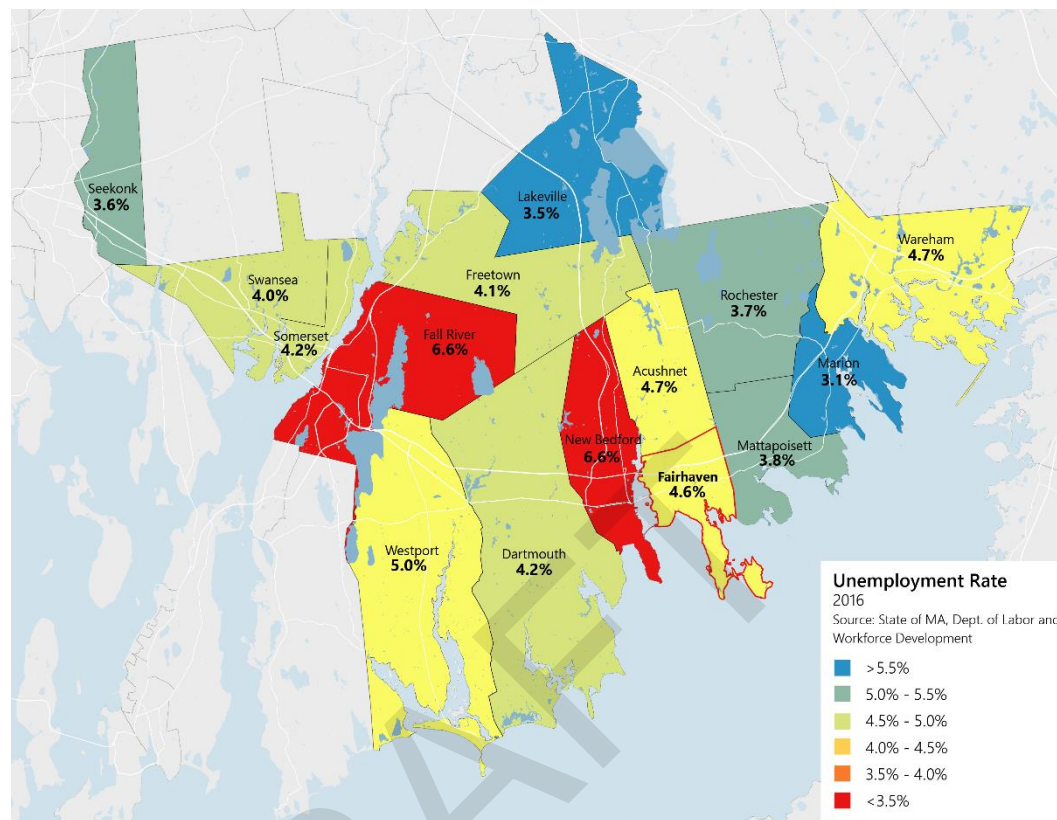 Seekonk
3.6%
Lakeville
3.5%
Wareham
4.7%
Swansea
4.0%
Freetown
4.1%
Rochester
3.7%
Somerset
4.2%
Fall River
6.6%
Marion
3.1%
Acushnet
4.7%
New Bedford
6.6%
Mattapoisett
3.8%
Fairhaven
4.6%
Westport
5.0%
Dartmouth
4.2%
Unemployment Rate
2016
Source: State of MA, Dept. of Labor and
Workforce Development
>5.5%
5.0% - 5.5%
4.5% - 5.0%
4.0% - 4.5%
3.5% - 4.0%
<3.5%